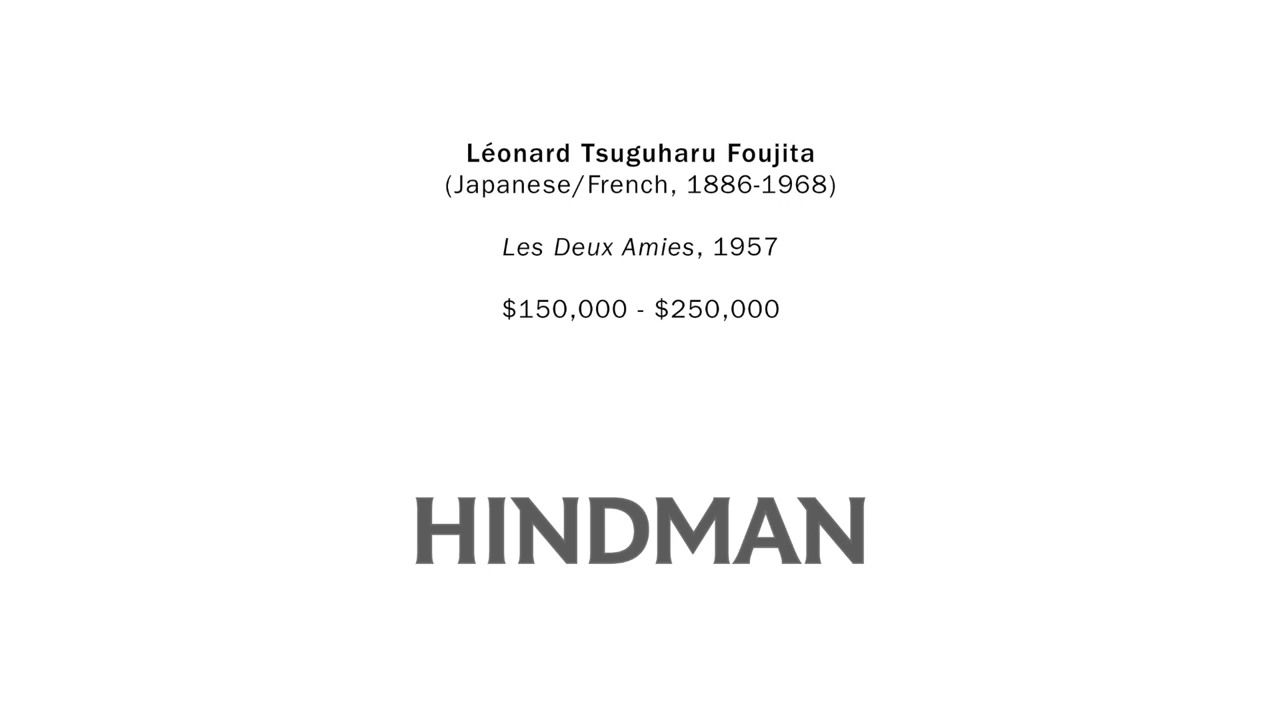 Léonard Tsuguharu Foujita
(Japanese/French, 1886-1968)
Les Deux Amies, 1957
$150,000 - $250,000
HINDMAN